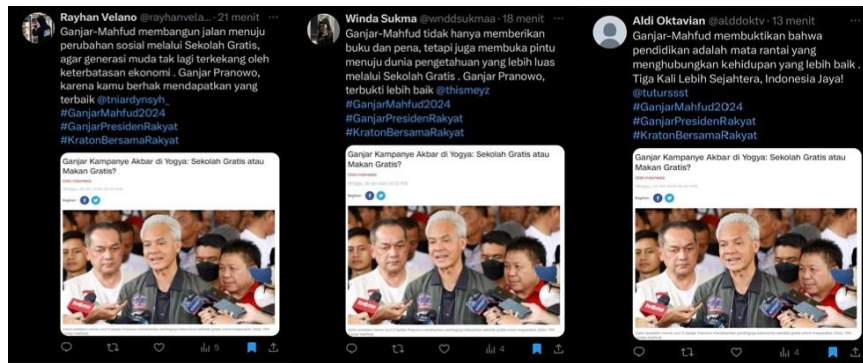 Rayhan Velano @rayhanvela... · 21 menit
Ganjar-Mahfud membangun jalan menuju
perubahan sosial melalui Sekolah Gratis,
agar generasi muda tak lagi terkekang oleh
keterbatasan ekonomi . Ganjar Pranowo,
karena kamu berhak mendapatkan yang
terbaik @tniardynsyh_
#GanjarMahfud2024
#GanjarPresidenRakyat
#KratonBersamaRakyat
Ganjar Kampanye Akbar di Yogya: Sekolah Gratis atau
Makan Gratis?
5
Winda Sukma @wnddsukmaa · 18 menit
Ganjar-Mahfud tidak hanya memberikan
buku dan pena, tetapi juga membuka pintu
menuju dunia pengetahuan yang lebih luas
melalui Sekolah Gratis . Ganjar Pranowo,
terbukti lebih baik @thismeyz
#GanjarMahfud2024
#GanjarPresidenRakyat
#KratonBersamaRakyat
Ganjar Kampanye Akbar di Yogya: Sekolah Gratis atau
Makan Gratis?
4
Aldi Oktavian @alddoktv · 13 menit
Ganjar-Mahfud membuktikan bahwa
pendidikan adalah mata rantai yang
menghubungkan kehidupan yang lebih baik .
Tiga Kali Lebih Sejahtera, Indonesia Jaya!
@tuturssst
#GanjarMahfud2024
#GanjarPresidenRakyat
#KratonBersamaRakyat
Ganjar Kampanye Akbar di Yogya: Sekolah Gratis atau
Makan Gratis?
4